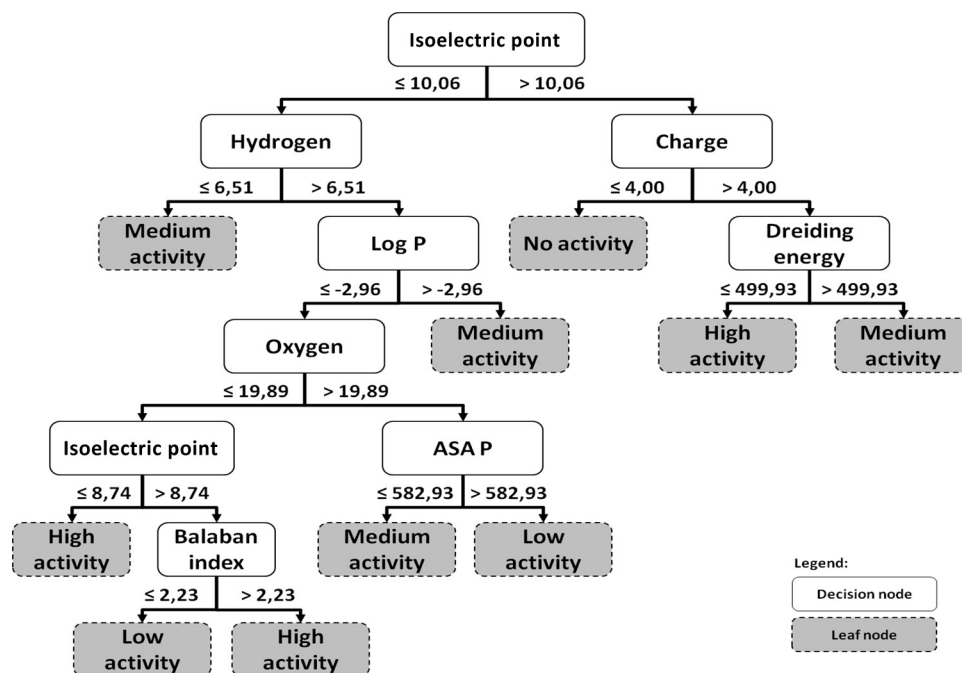 Isoelectric point
≤ 10,06 > 10,06
Hydrogen
Charge
≤ 6,51 > 6,51
≤ 4,00 > 4,00
Medium
activity
Log P
No activity
Dreiding
energy
≤ -2,96 > -2,96
≤ 499,93 > 499,93
Oxygen
Medium
activity
High
activity
Medium
activity
≤ 19,89 > 19,89
Isoelectric point
ASA P
≤ 8,74 > 8,74
≤ 582,93 > 582,93
High
activity
Balaban
index
Medium
activity
Low
activity
≤ 2,23 > 2,23
Low
activity
High
activity
Legend:
Decision node
Leaf node